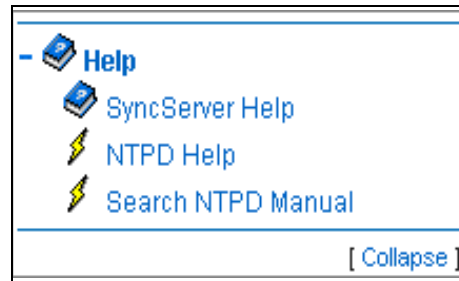 - Help
SyncServer Help
NTPD Help
Search NTPD Manual
[ Collapse ]